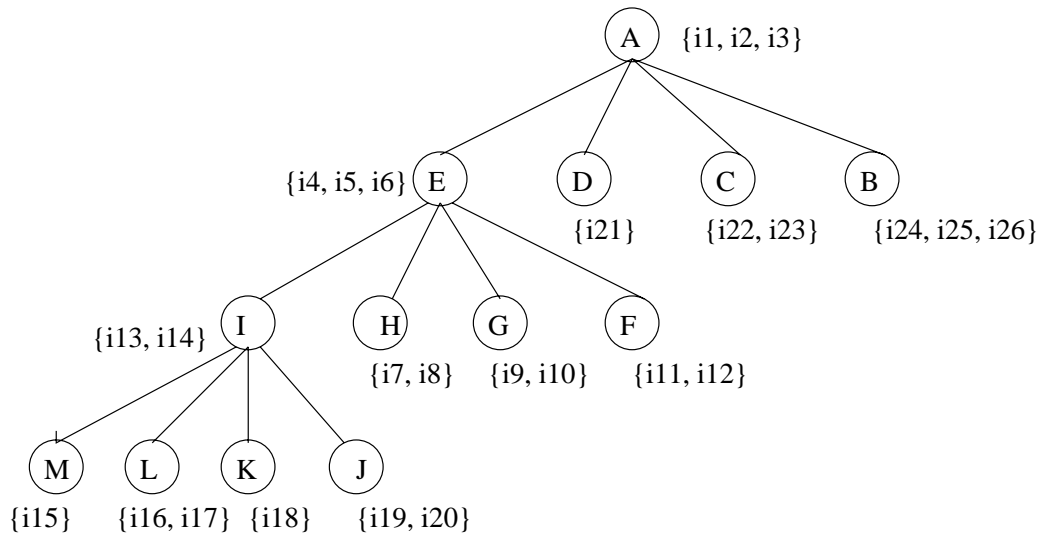 A {i1, i2, i3}
{i4, i5, i6} E D C B
{i21} {i22, i23} {i24, i25, i26}
I H G F
{i13, i14}
{i7, i8} {i9, i10} {i11, i12}
M L K J
{i15} {i16, i17} {i18} {i19, i20}